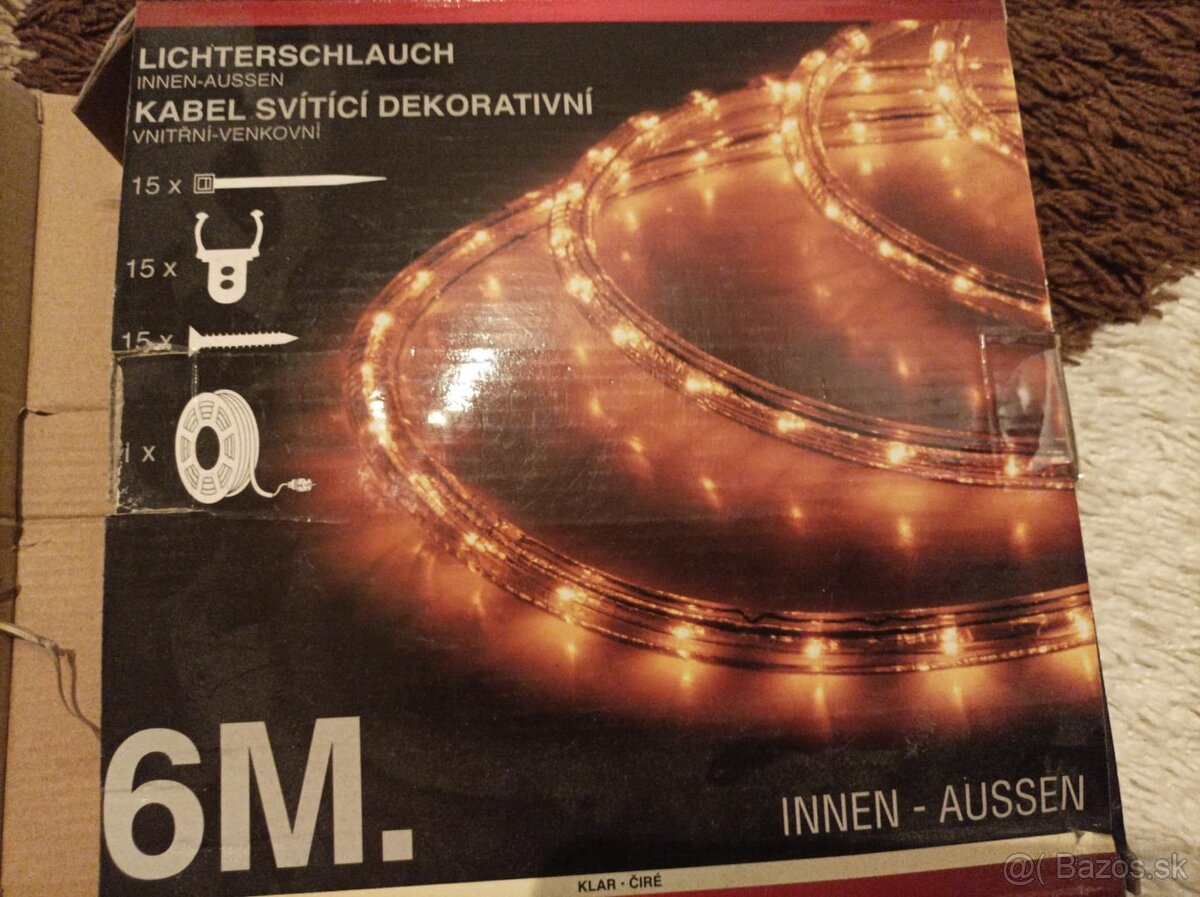 LICHTERSCHLAUCH
INNEN-AUSSEN
KABEL SVÍTÍCÍ DEKORATIVNÍ
VNITŘNÍ-VENKOVNÍ
15 x
15 x
15 x
1 x
6M.
INNEN - AUSSEN
KLAR · ČIRÉ
@( Bazos.sk